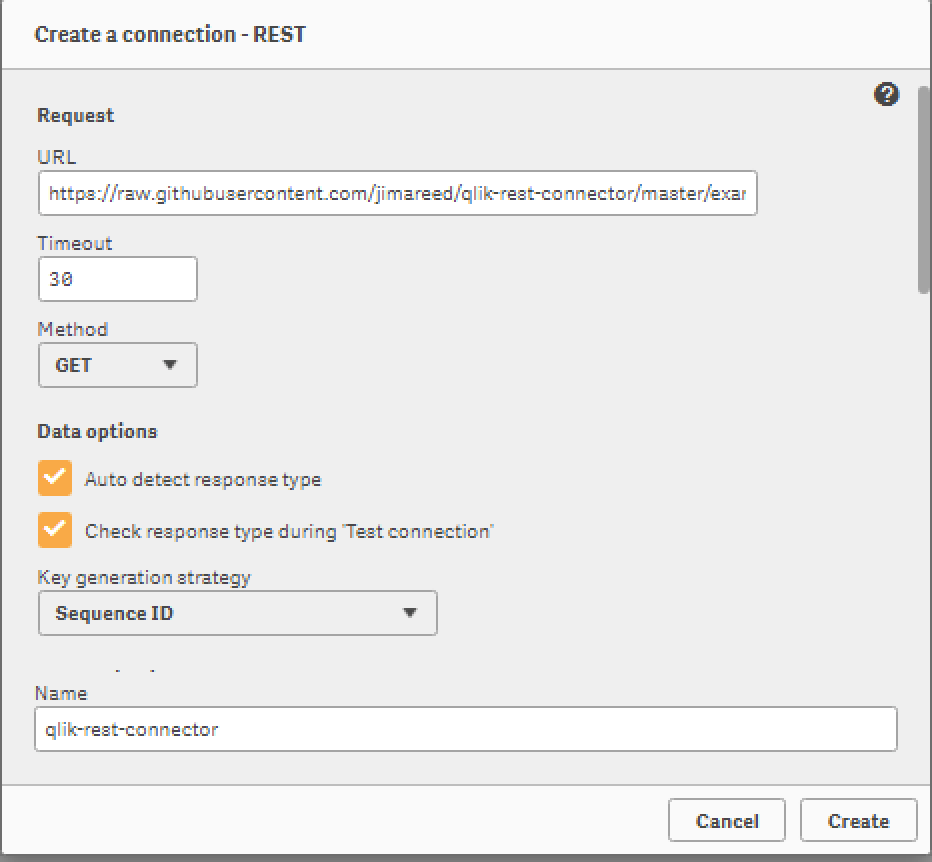 Create a connection - REST
?
Request
URL
https://raw.githubusercontent.com/jimareed/qlik-rest-connector/master/exar
Timeout
30
Method
GET
Data options
Auto detect response type
Check response type during "Test connection"
Key generation strategy
Sequence ID
Name
qlik-rest-connector
Cancel
Create